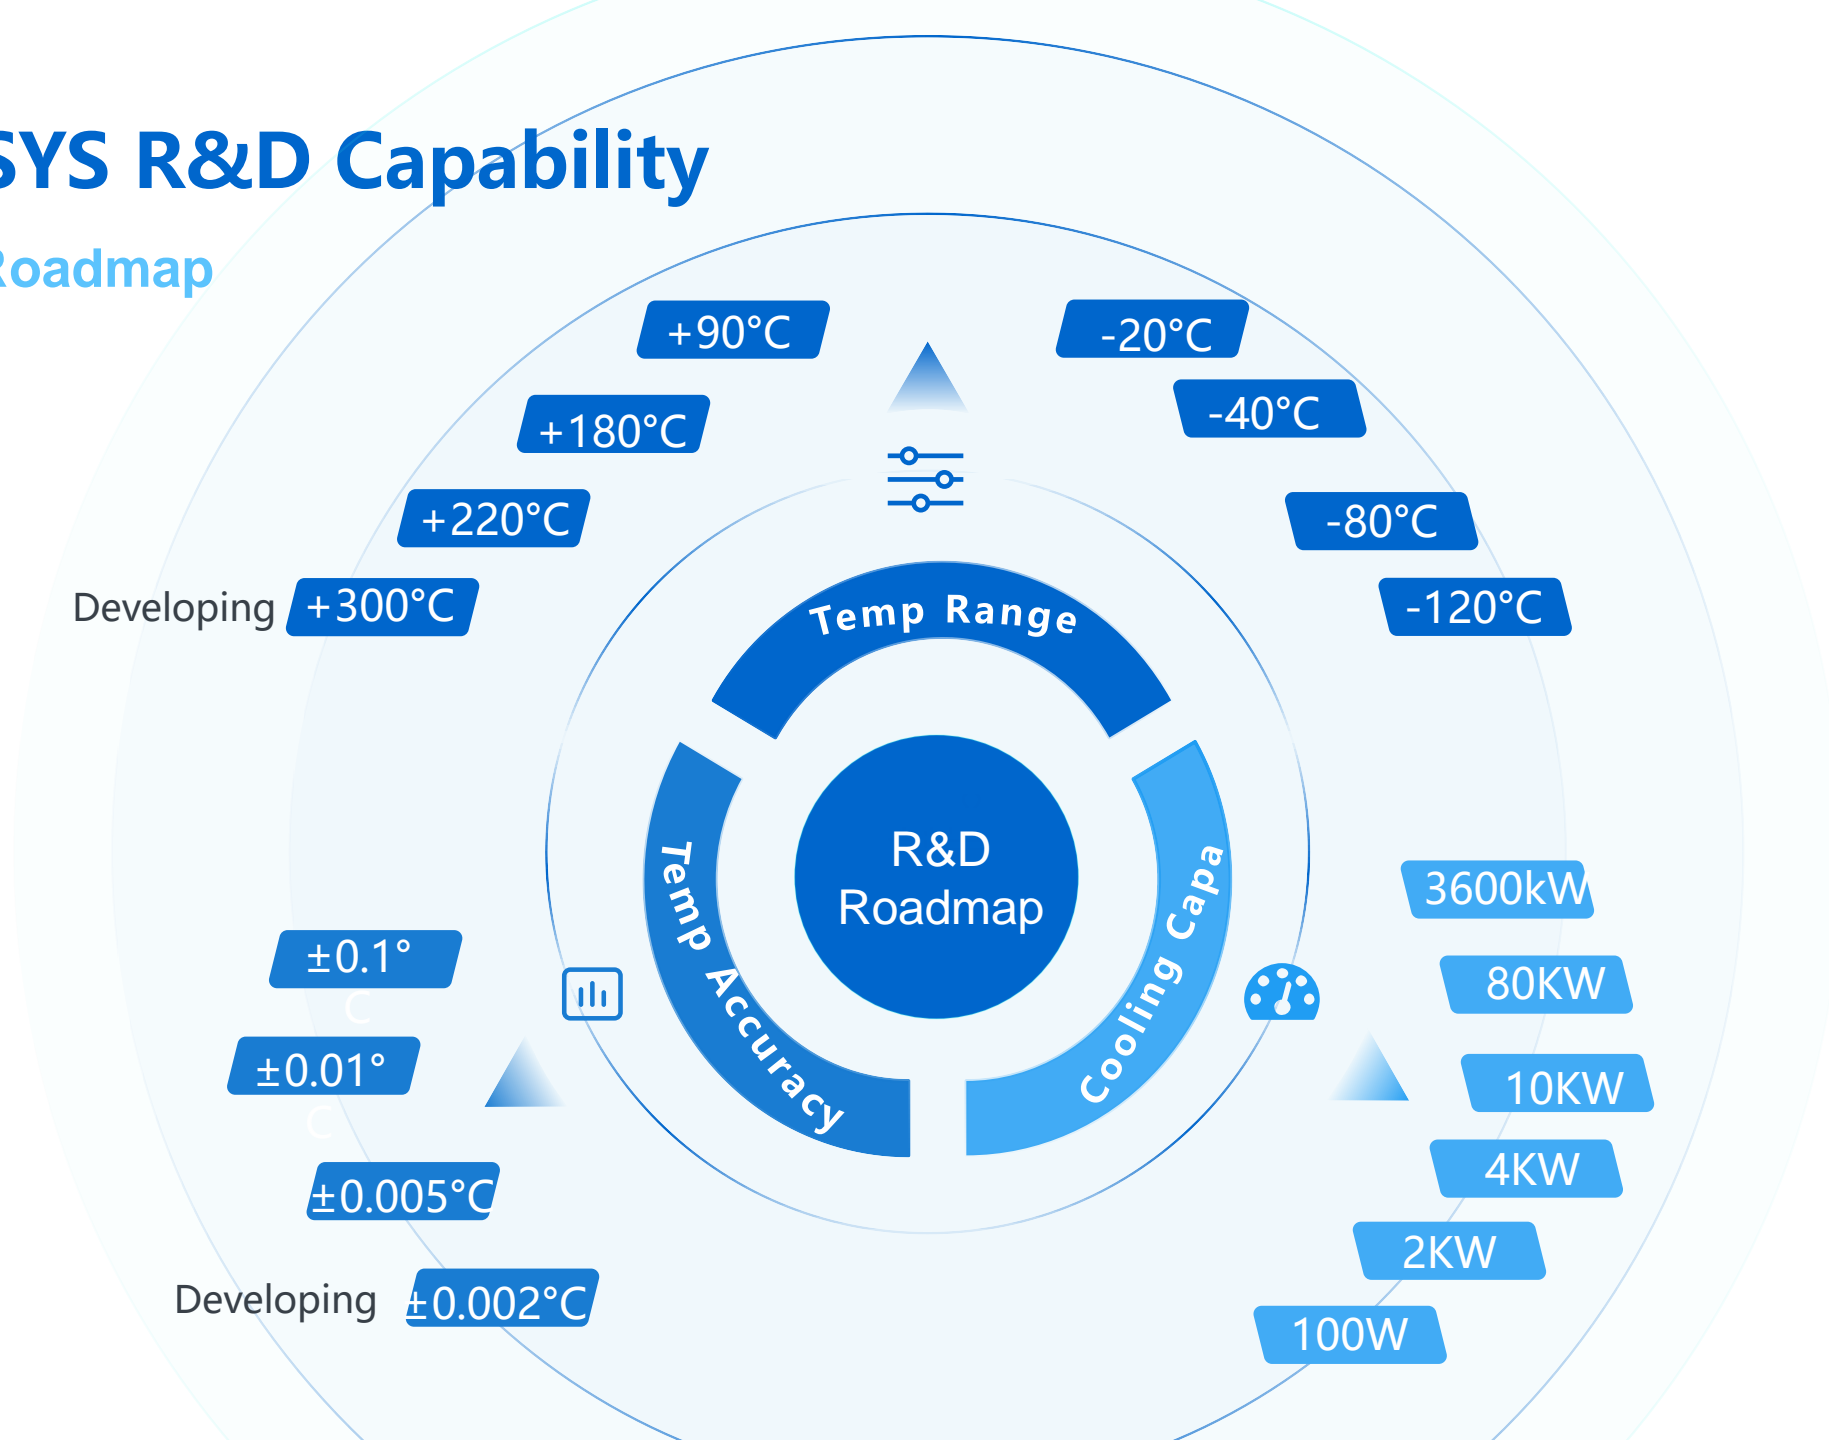 SYS R&D Capability
Roadmap
+90°C
-20°C
+180°C
-40°C
+220°C
-80°C
Developing
+300°C
-120°C
Temp Range
Temp Accuracy
Cooling Capa
R&D
Roadmap
±0.1°
C
±0.01°
C
±0.005°C
Developing
±0.002°C
3600kW
80KW
10KW
4KW
2KW
100W